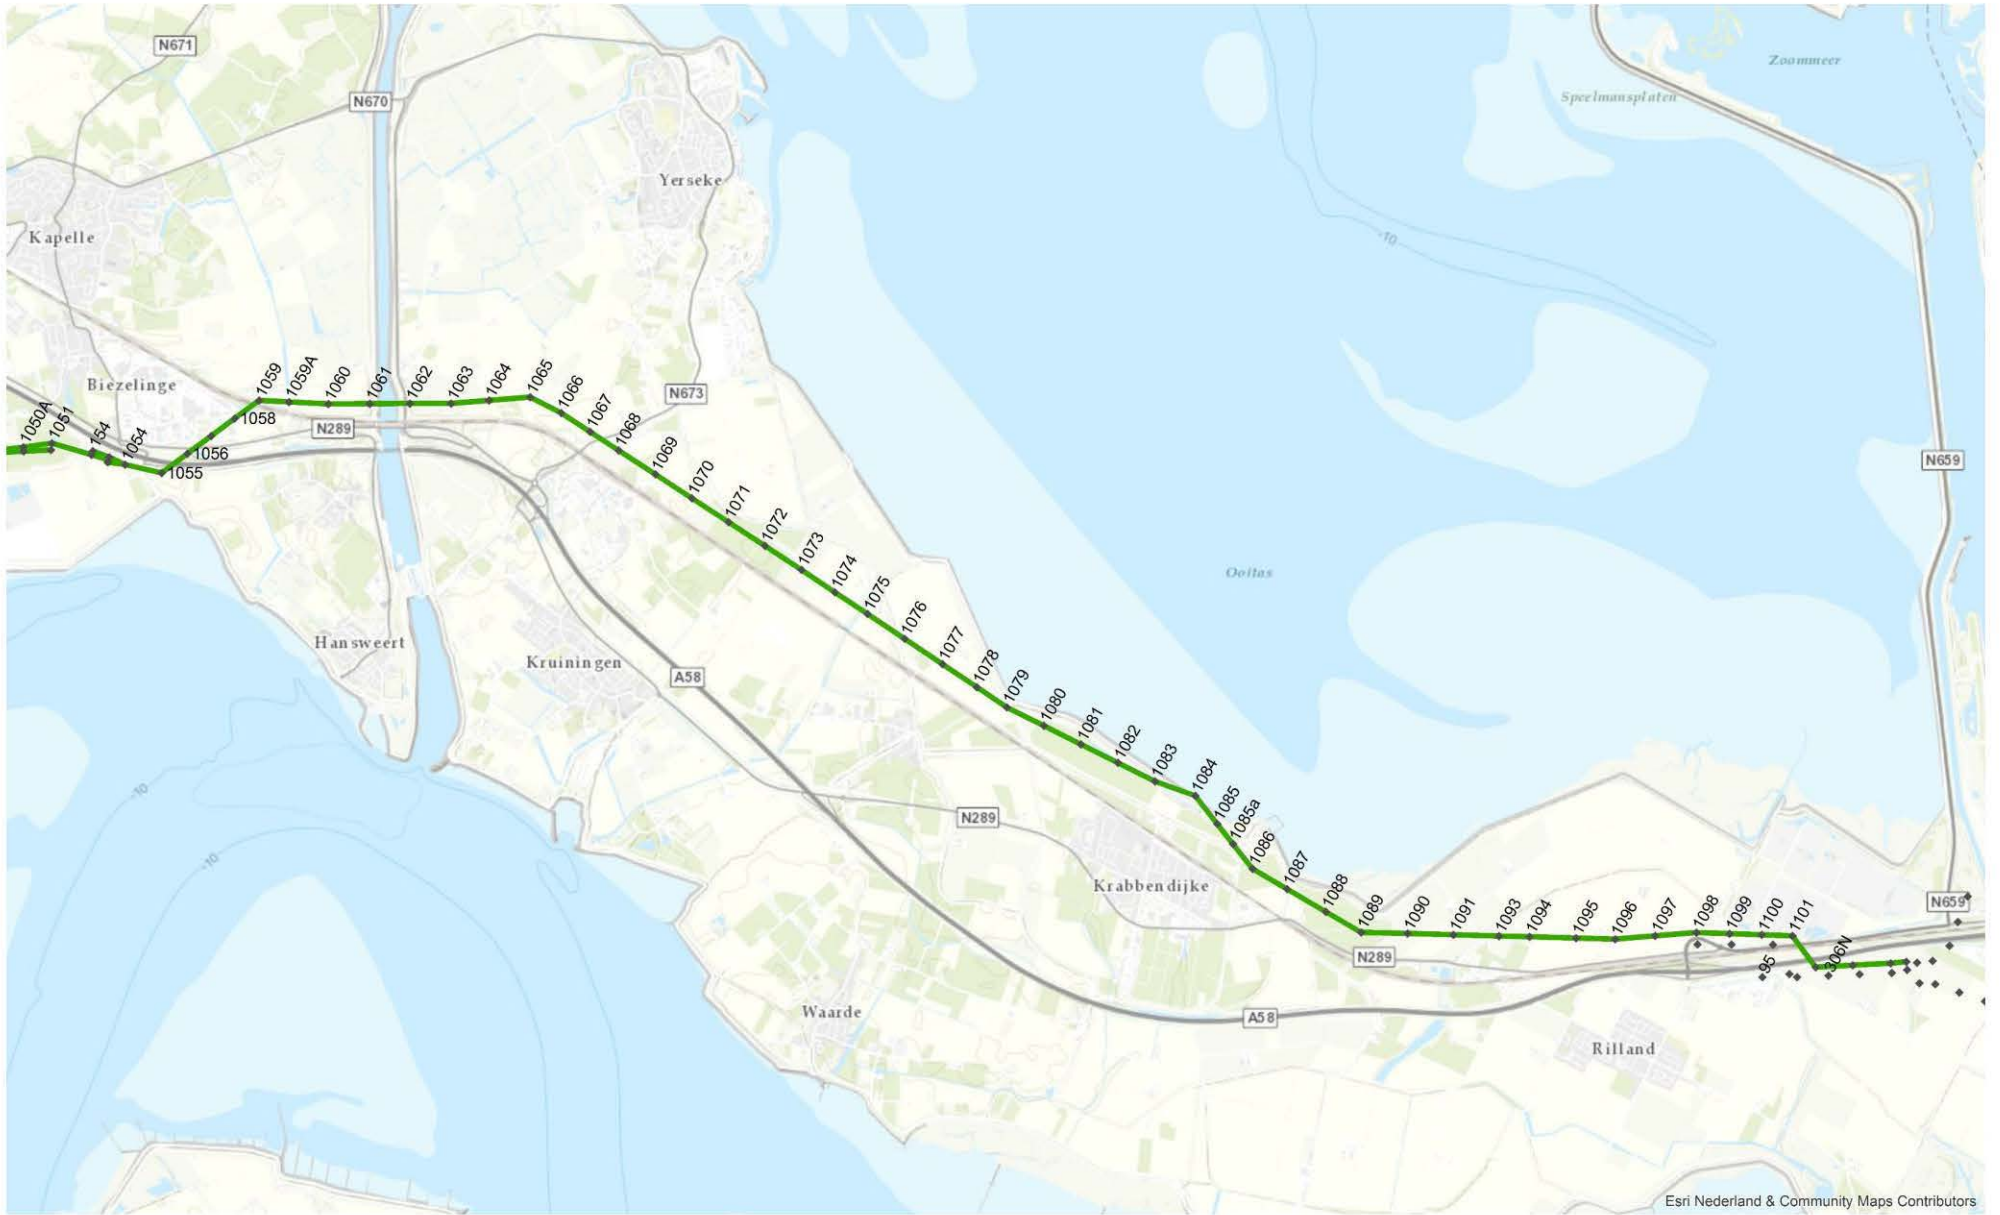 N671
Zoommeer
Speelmansplaten
N670
Yerseke
Kapelle
-10
Biezelinge
N673
N289
1050A
1051
154
1054
1055
1056
1058
1059
1059A
1060
1061
1062
1063
1064
1065
1066
1067
1068
1069
1070
1071
1072
1073
1074
1075
1076
1077
1078
1079
1080
1081
1082
1083
1084
1085
1085a
1086
1087
1088
1089
1090
1091
1093
1094
1095
1096
1097
1098
1099
1100
1101
95
306N
N659
Ooitas
Hansweert
Kruiningen
A58
-10
-10
N289
Krabbendijke
N659
N289
Waarde
A58
Rilland
Esri Nederland & Community Maps Contributors